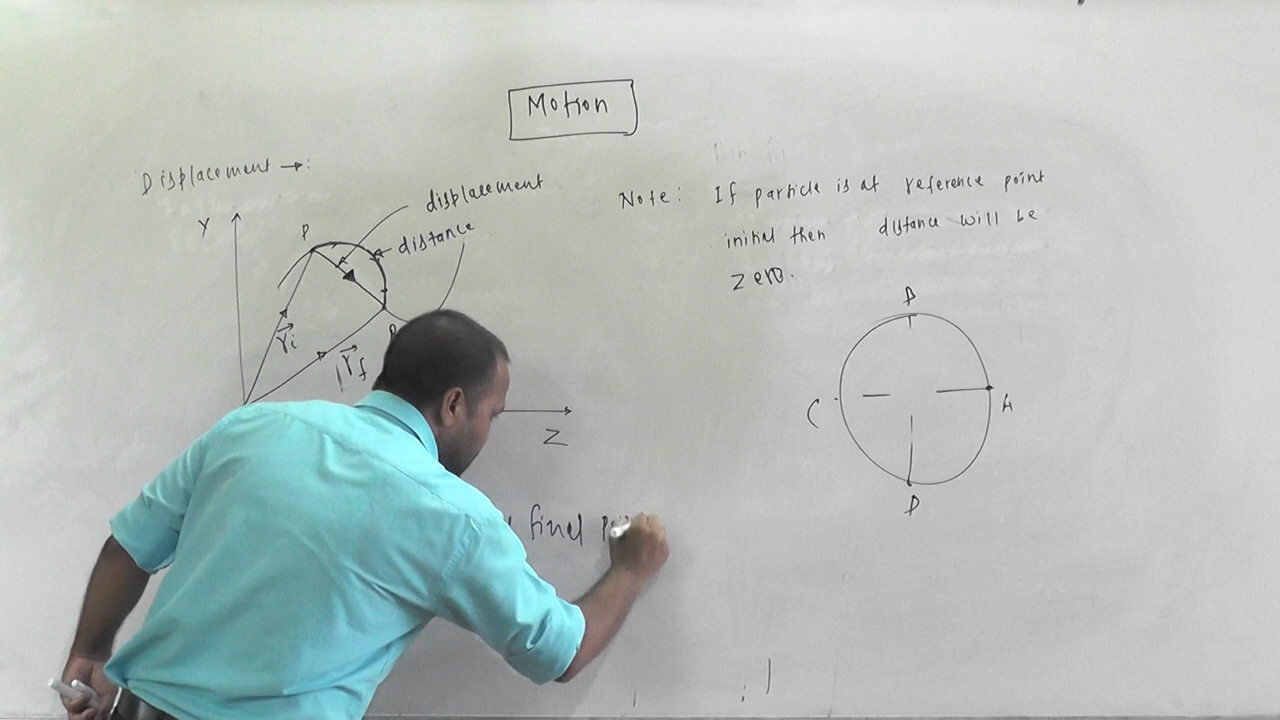 Motion
Displacement →:
displacement
distance
Y
P
r⃗i
r⃗f
Z
final
Note: If particle is at reference point
initial then distance will be
zero.
C
A